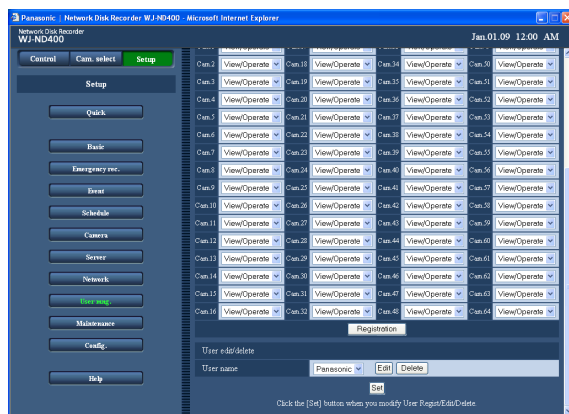 Panasonic | Network Disk Recorder WJ-ND400 - Microsoft Internet Explorer
Network Disk Recorder
WJ-ND400
Jan.01.09 12:00 AM
Control Cam. select Setup
Setup
Quick
Basic
Emergency rec.
Event
Schedule
Camera
Server
Network
User mng.
Maintenance
Config.
Help
Cam.2 View/Operate Cam.18 View/Operate Cam.34 View/Operate Cam.50 View/Operate
Cam.3 View/Operate Cam.19 View/Operate Cam.35 View/Operate Cam.51 View/Operate
Cam.4 View/Operate Cam.20 View/Operate Cam.36 View/Operate Cam.52 View/Operate
Cam.5 View/Operate Cam.21 View/Operate Cam.37 View/Operate Cam.53 View/Operate
Cam.6 View/Operate Cam.22 View/Operate Cam.38 View/Operate Cam.54 View/Operate
Cam.7 View/Operate Cam.23 View/Operate Cam.39 View/Operate Cam.55 View/Operate
Cam.8 View/Operate Cam.24 View/Operate Cam.40 View/Operate Cam.56 View/Operate
Cam.9 View/Operate Cam.25 View/Operate Cam.41 View/Operate Cam.57 View/Operate
Cam.10 View/Operate Cam.26 View/Operate Cam.42 View/Operate Cam.58 View/Operate
Cam.11 View/Operate Cam.27 View/Operate Cam.43 View/Operate Cam.59 View/Operate
Cam.12 View/Operate Cam.28 View/Operate Cam.44 View/Operate Cam.60 View/Operate
Cam.13 View/Operate Cam.29 View/Operate Cam.45 View/Operate Cam.61 View/Operate
Cam.14 View/Operate Cam.30 View/Operate Cam.46 View/Operate Cam.62 View/Operate
Cam.15 View/Operate Cam.31 View/Operate Cam.47 View/Operate Cam.63 View/Operate
Cam.16 View/Operate Cam.32 View/Operate Cam.48 View/Operate Cam.64 View/Operate
Registration
User edit/delete
User name Panasonic Edit Delete
Set
Click the [Set] button when you modify User Regist/Edit/Delete